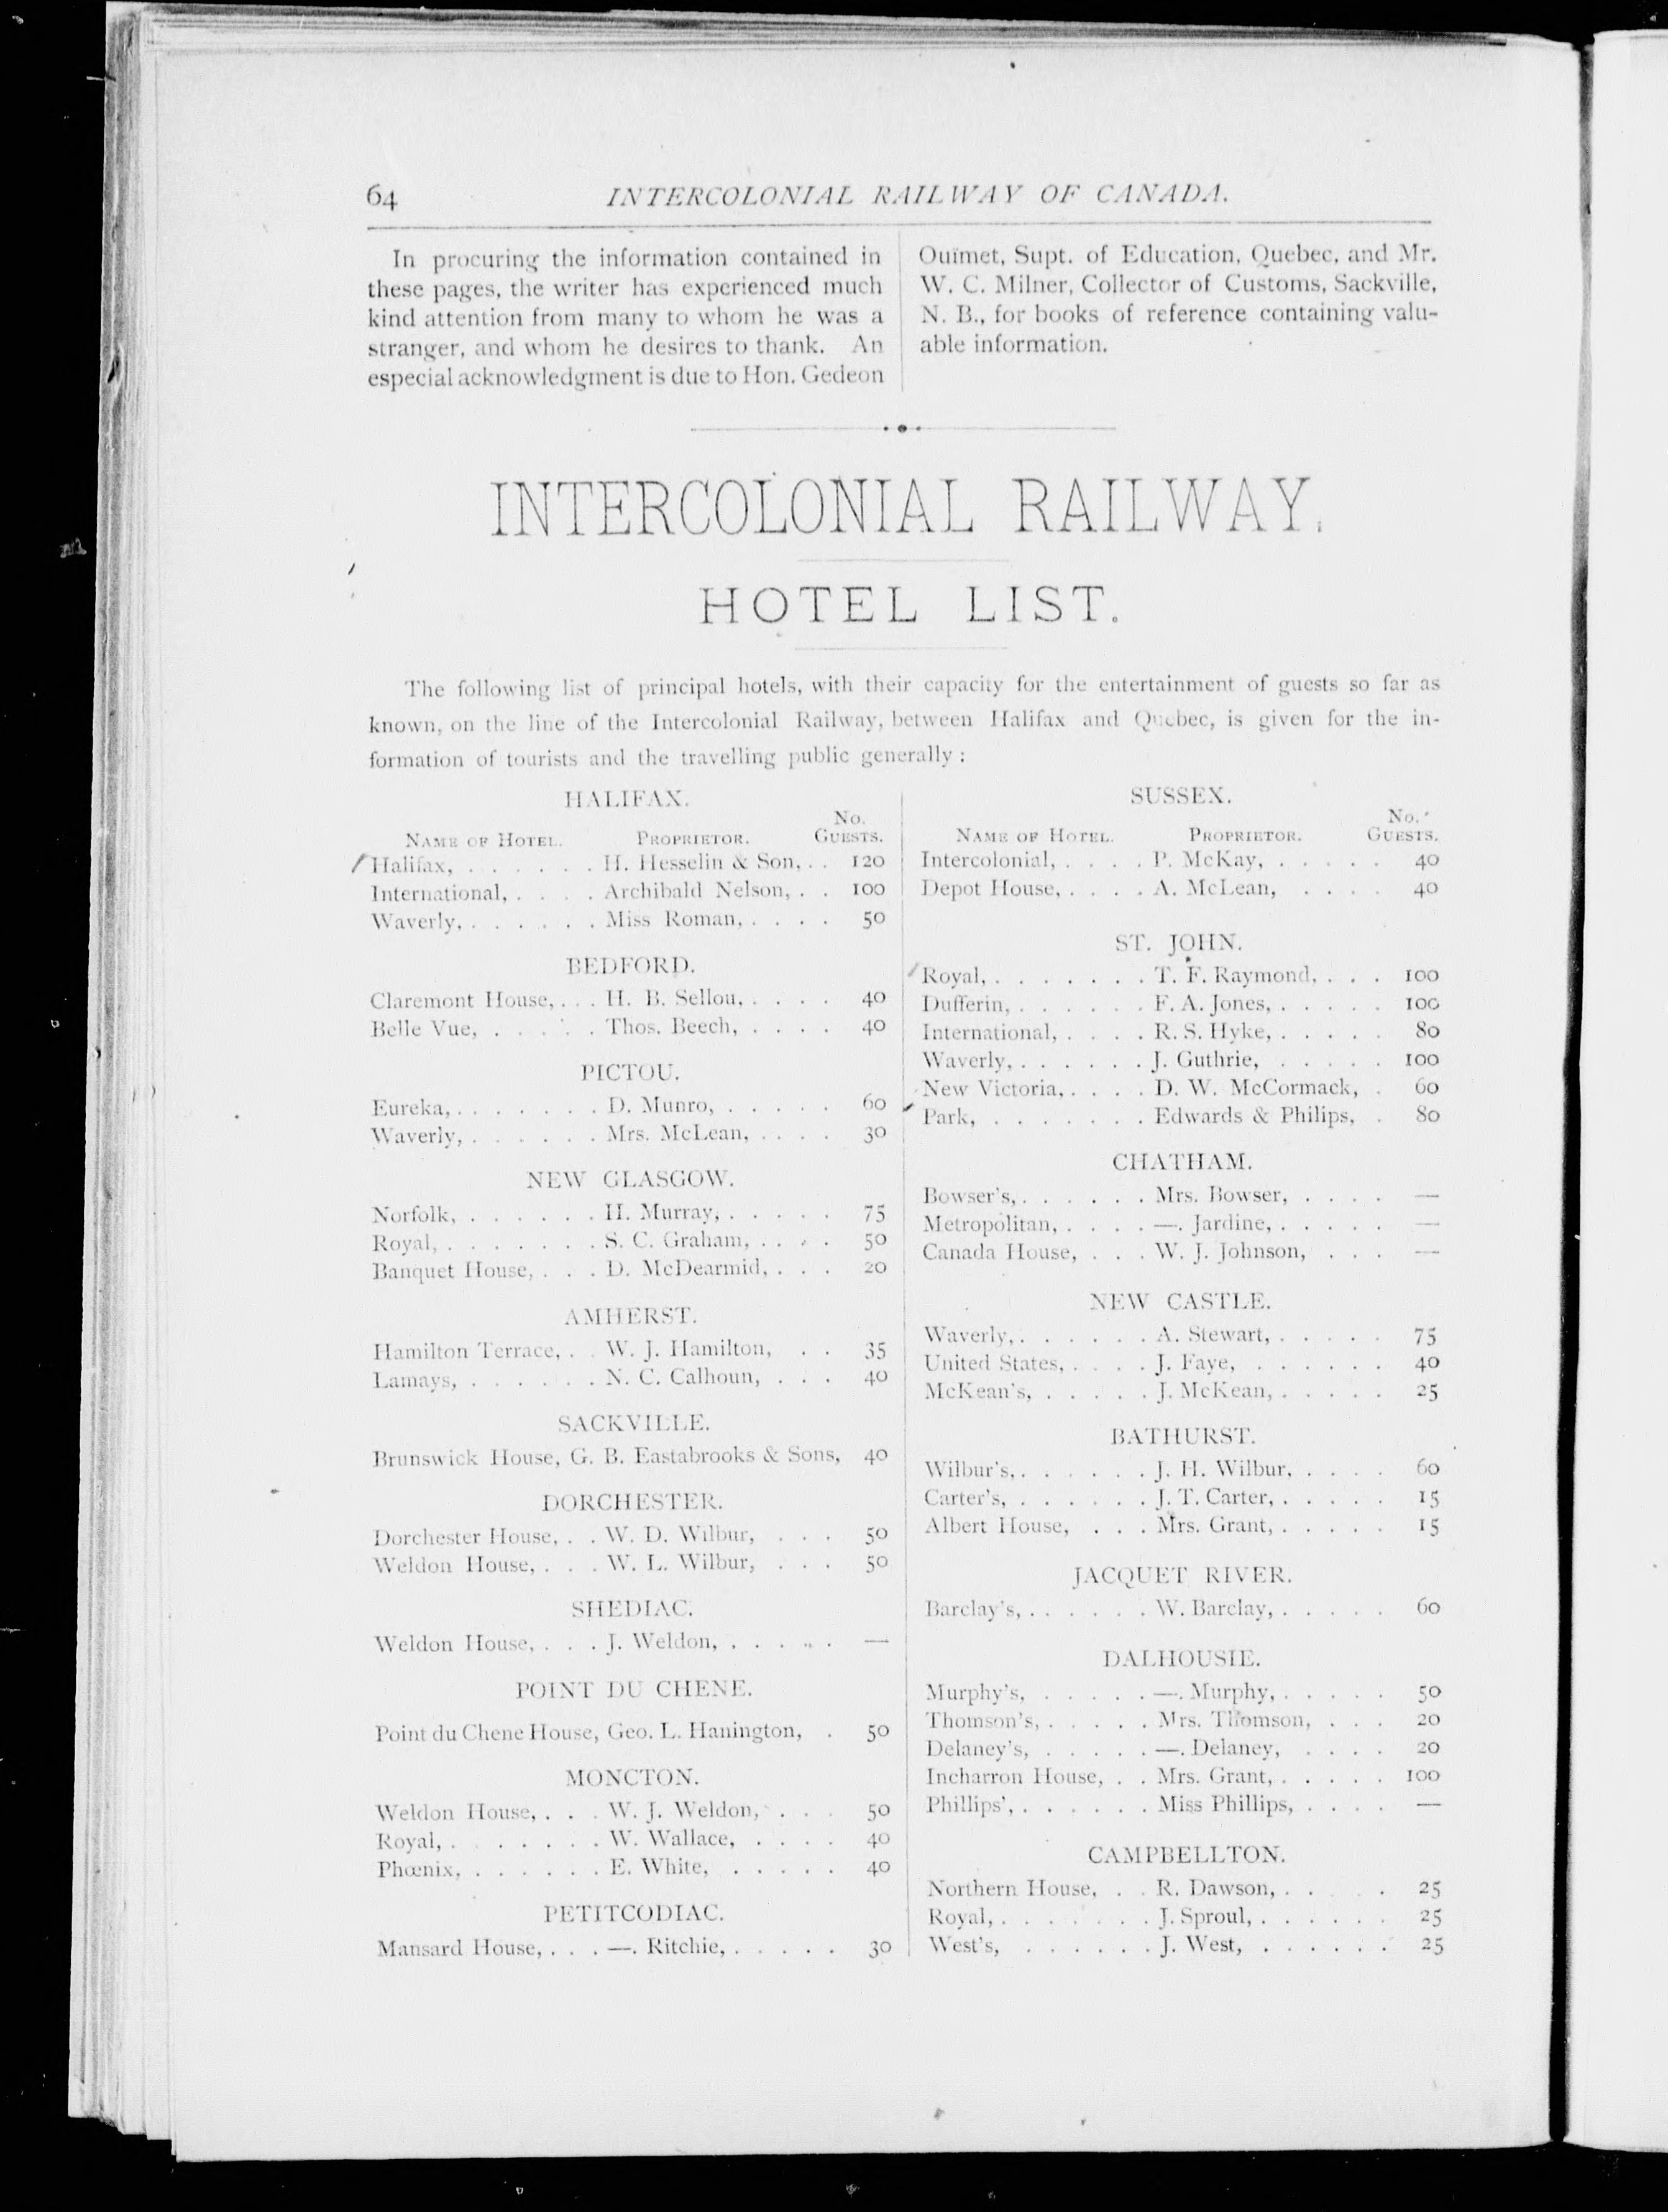 64 INTERCOLONIAL RAILWAY OF CANADA.
In procuring the information contained in
these pages, the writer has experienced much
kind attention from many to whom he was a
stranger, and whom he desires to thank. An
especial acknowledgment is due to Hon. Gedeon
Ouimet, Supt. of Education, Quebec, and Mr.
W. C. Milner, Collector of Customs, Sackville,
N. B., for books of reference containing valu-
able information.
INTERCOLONIAL RAILWAY.
HOTEL LIST.
The following list of principal hotels, with their capacity for the entertainment of guests so far as
known, on the line of the Intercolonial Railway, between Halifax and Quebec, is given for the in-
formation of tourists and the travelling public generally :
HALIFAX.
NAME OF HOTEL. PROPRIETOR. No. GUESTS.
Halifax, . . . . . . H. Hesselin & Son, . . 120
International, . . . . Archibald Nelson, . . 100
Waverly, . . . . . . Miss Roman, . . . . 50
BEDFORD.
Claremont House, . . . H. B. Sellou, . . . . 40
Belle Vue, . . . . . Thos. Beech, . . . . 40
PICTOU.
Eureka, . . . . . . . D. Munro, . . . . . 60
Waverly, . . . . . . Mrs. McLean, . . . . 30
NEW GLASGOW.
Norfolk, . . . . . . H. Murray, . . . . . 75
Royal, . . . . . . . S. C. Graham, . . . . 50
Banquet House, . . . D. McDearmid, . . . 20
AMHERST.
Hamilton Terrace, . . W. J. Hamilton, . . 35
Lamays, . . . . . . N. C. Calhoun, . . . 40
SACKVILLE.
Brunswick House, G. B. Eastabrooks & Sons, 40
DORCHESTER.
Dorchester House, . . W. D. Wilbur, . . . 50
Weldon House, . . . W. L. Wilbur, . . . 50
SHEDIAC.
Weldon House, . . . J. Weldon, . . . . . —
POINT DU CHENE.
Point du Chene House, Geo. L. Hanington, . 50
MONCTON.
Weldon House, . . . W. J. Weldon, . . . 50
Royal, . . . . . . . W. Wallace, . . . . 40
Phœnix, . . . . . . E. White, . . . . . 40
PETITCODIAC.
Mansard House, . . . —. Ritchie, . . . . . 30
SUSSEX.
NAME OF HOTEL. PROPRIETOR. No. GUESTS.
Intercolonial, . . . . P. McKay, . . . . . 40
Depot House, . . . . A. McLean, . . . . 40
ST. JOHN.
Royal, . . . . . . . T. F. Raymond, . . . 100
Dufferin, . . . . . . F. A. Jones, . . . . . 100
International, . . . . R. S. Hyke, . . . . . 80
Waverly, . . . . . . J. Guthrie, . . . . . 100
New Victoria, . . . . D. W. McCormack, . 60
Park, . . . . . . . Edwards & Philips, . 80
CHATHAM.
Bowser's, . . . . . . Mrs. Bowser, . . . . —
Metropolitan, . . . . —. Jardine, . . . . . —
Canada House, . . . W. J. Johnson, . . . —
NEW CASTLE.
Waverly, . . . . . . A. Stewart, . . . . . 75
United States, . . . . J. Faye, . . . . . . 40
McKean's, . . . . . J. McKean, . . . . . 25
BATHURST.
Wilbur's, . . . . . . J. H. Wilbur, . . . . 60
Carter's, . . . . . . J. T. Carter, . . . . . 15
Albert House, . . . Mrs. Grant, . . . . . 15
JACQUET RIVER.
Barclay's, . . . . . . W. Barclay, . . . . . 60
DALHOUSIE.
Murphy's, . . . . . —. Murphy, . . . . . 50
Thomson's, . . . . . Mrs. Thomson, . . . 20
Delaney's, . . . . . —. Delaney, . . . . 20
Incharron House, . . Mrs. Grant, . . . . . 100
Phillips', . . . . . . Miss Phillips, . . . . —
CAMPBELLTON.
Northern House, . . R. Dawson, . . . . 25
Royal, . . . . . . . J. Sproul, . . . . . . 25
West's, . . . . . . J. West, . . . . . . 25